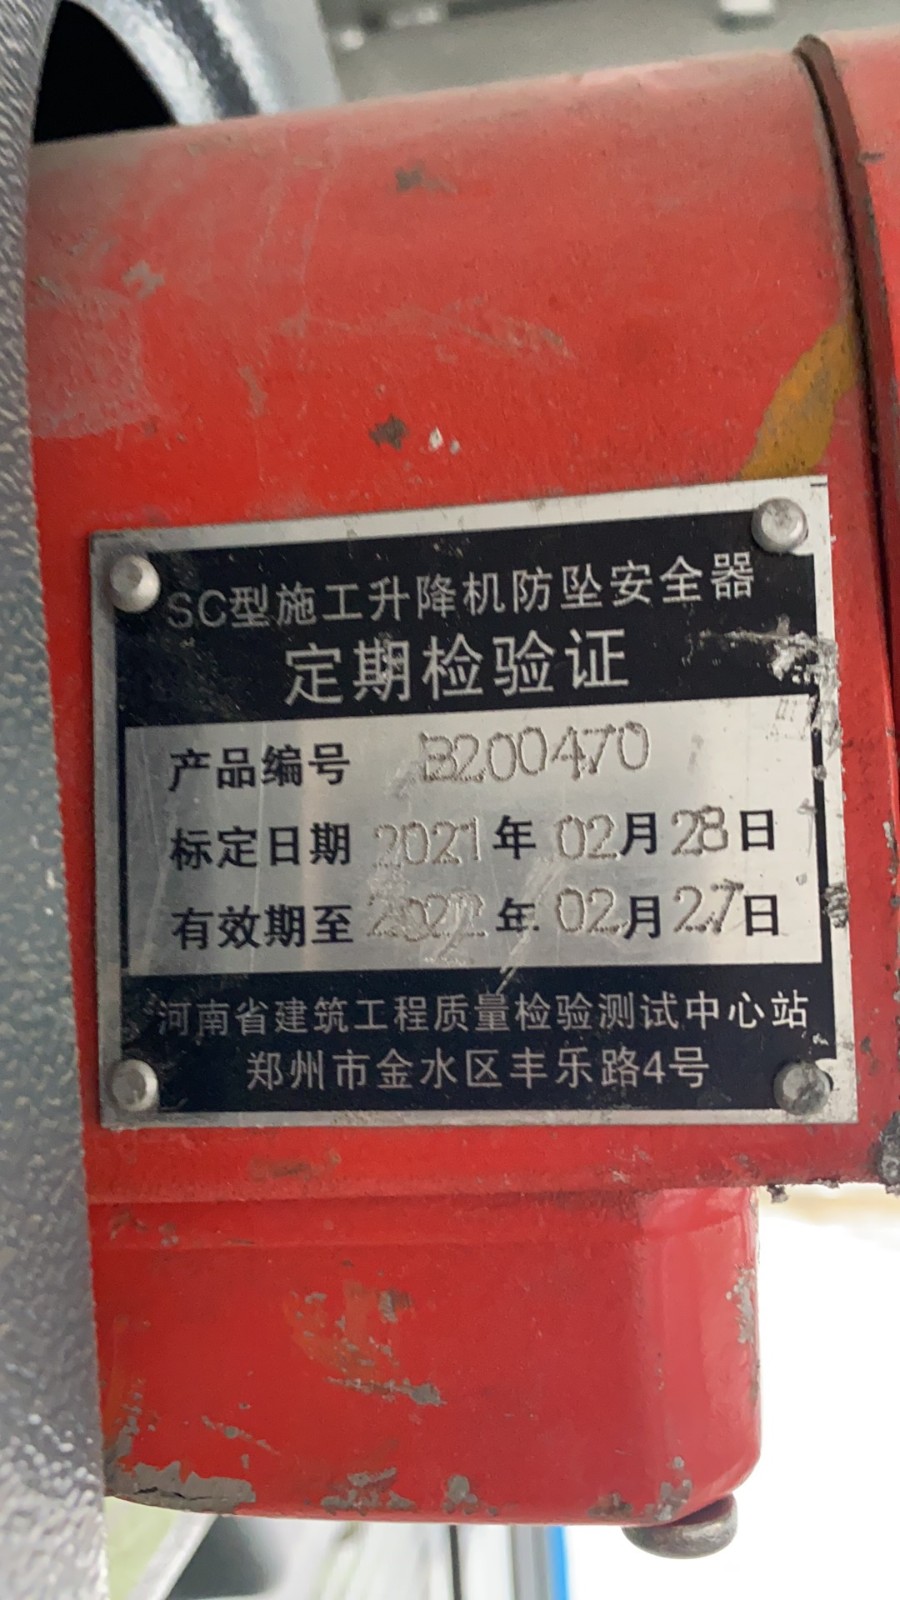 SC型施工升降机防坠安全器
定期检验证
产品编号 B200470
标定日期 2021年 02月28日
有效期至 2022年 02月27日
河南省建筑工程质量检验测试中心站
郑州市金水区丰乐路4号